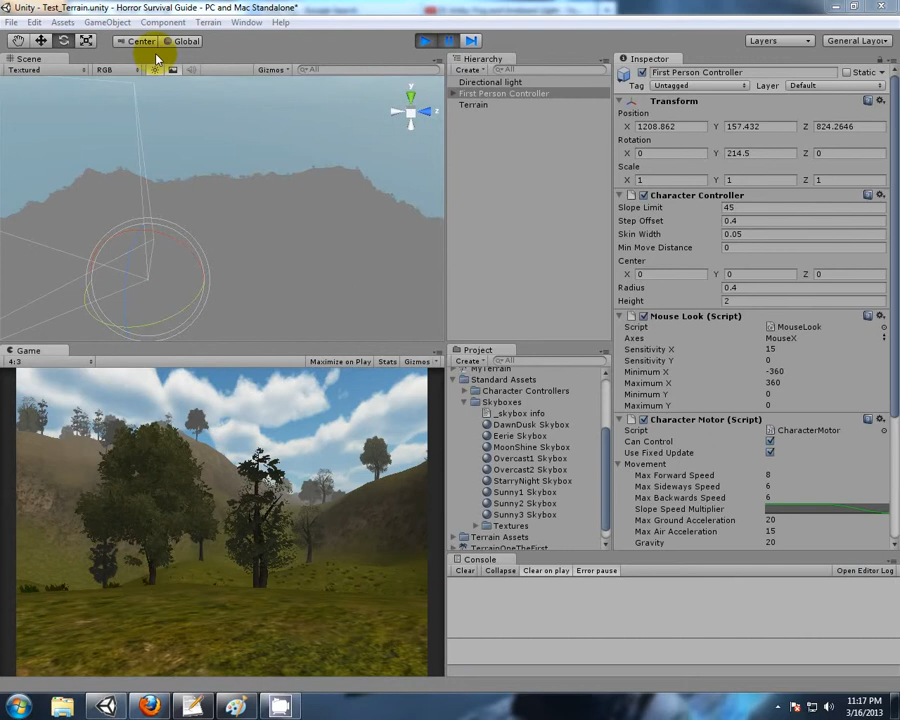 Unity - Test_Terrain.unity - Horror Survival Guide - PC and Mac Standalone*
File Edit Assets GameObject Component Terrain Window Help
Center Global Layers General Layou
Scene
Textured RGB Gizmos All
y
z
Game
4:3 Maximize on Play Stats Gizmos
Hierarchy
Create All
Directional light
First Person Controller
Terrain
Project
Create All
MyTerrain
Standard Assets
Character Controllers
Skyboxes
_skybox info
DawnDusk Skybox
Eerie Skybox
MoonShine Skybox
Overcast1 Skybox
Overcast2 Skybox
StarryNight Skybox
Sunny1 Skybox
Sunny2 Skybox
Sunny3 Skybox
Textures
Terrain Assets
TerrainOneTheFirst
Console
Clear Collapse Clear on play Error pause Open Editor Log
Inspector
First Person Controller Static
Tag Untagged Layer Default
Transform
Position
X 1208.862 Y 157.432 Z 824.2646
Rotation
X 0 Y 214.5 Z 0
Scale
X 1 Y 1 Z 1
Character Controller
Slope Limit 45
Step Offset 0.4
Skin Width 0.05
Min Move Distance 0
Center
X 0 Y 0 Z 0
Radius 0.4
Height 2
Mouse Look (Script)
Script MouseLook
Axes MouseX
Sensitivity X 15
Sensitivity Y 0
Minimum X -360
Maximum X 360
Minimum Y 0
Maximum Y 0
Character Motor (Script)
Script CharacterMotor
Can Control
Use Fixed Update
Movement
Max Forward Speed 8
Max Sideways Speed 6
Max Backwards Speed 6
Slope Speed Multiplier
Max Ground Acceleration 20
Max Air Acceleration 15
Gravity 20
11:17 PM
3/16/2013